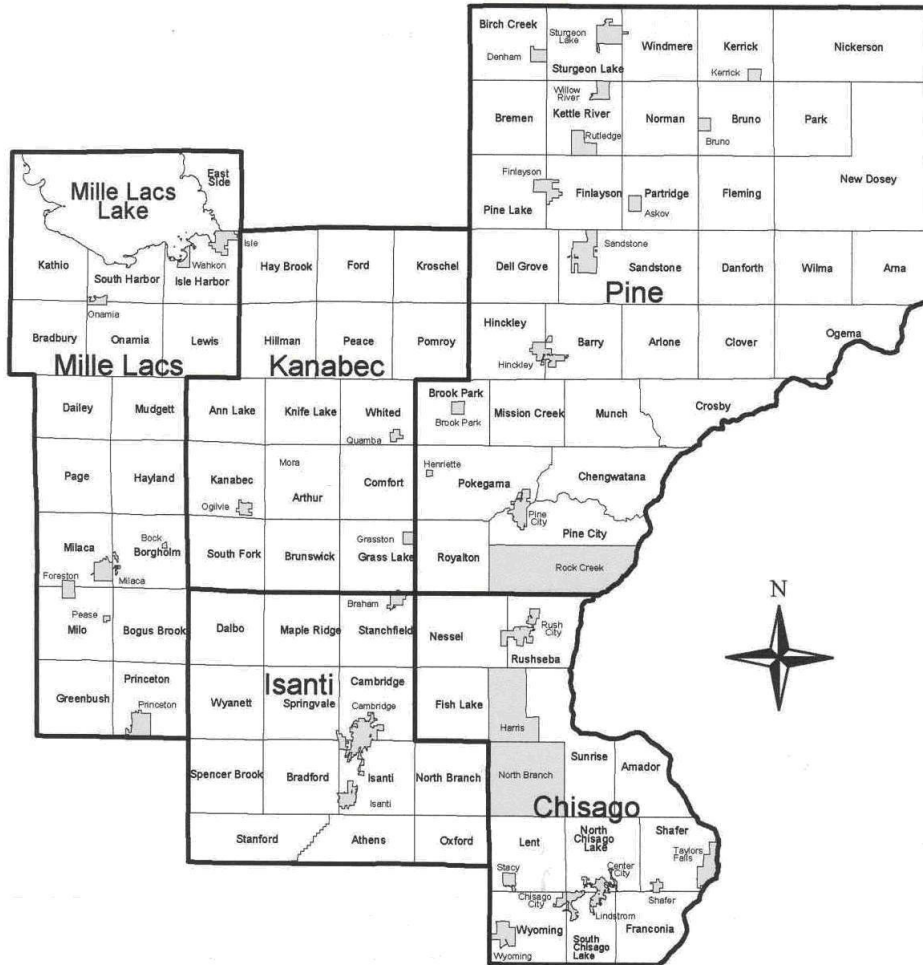 Birch Creek
Sturgeon
Lake
Windmere
Kerrick
Nickerson
Denham
Sturgeon Lake
Kerrick
Willow
River
Bremen
Kettle River
Norman
Bruno
Park
Rutledge
Bruno
East
Side
Mille Lacs
Lake
Finlayson
Finlayson
Partridge
Fleming
New Dosey
Pine Lake
Askov
Isle
Kathio
Wahkon
South Harbor
Isle Harbor
Hay Brook
Ford
Kroschel
Dell Grove
Sandstone
Sandstone
Danforth
Wilma
Arna
Pine
Onamia
Hinckley
Bradbury
Onamia
Lewis
Hillman
Peace
Pomroy
Hinckley
Barry
Arlone
Clover
Ogema
Mille Lacs
Kanabec
Dailey
Mudgett
Ann Lake
Knife Lake
Whited
Brook Park
Brook Park
Mission Creek
Munch
Crosby
Quamba
Page
Hayland
Kanabec
Mora
Arthur
Comfort
Henriette
Pokegama
Chengwatana
Ogilvie
Pine
City
Pine City
Milaca
Bock
Borgholm
South Fork
Brunswick
Grasston
Grass Lake
Royalton
Rock Creek
Foreston
Milaca
N
Pease
Milo
Bogus Brook
Dalbo
Maple Ridge
Braham
Stanchfield
Nessel
Rush
City
Rushseba
Greenbush
Princeton
Princeton
Wyanett
Isanti
Springvale
Cambridge
Cambridge
Fish Lake
Harris
Spencer Brook
Bradford
Isanti
Isanti
North Branch
North Branch
Sunrise
Amador
Chisago
Stanford
Athens
Oxford
Lent
North
Chisago
Lake
Shafer
Taylors
Falls
Stacy
Center
City
Chisago
City
Shafer
Lindstrom
Wyoming
Wyoming
South
Chisago
Lake
Franconia